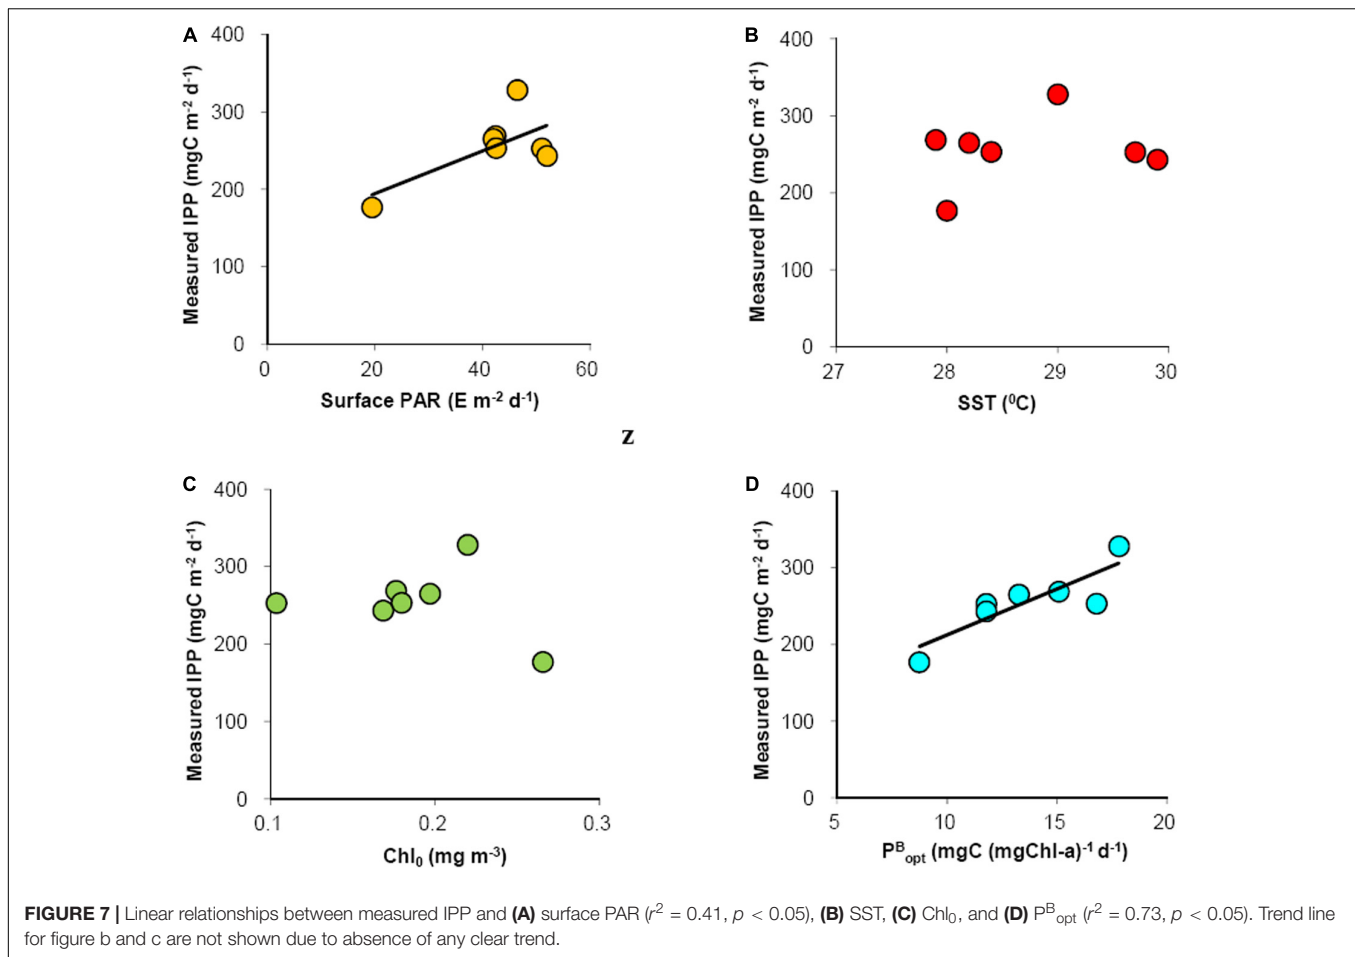 A
400
300
200
100
0
Measured IPP (mgC m⁻² d⁻¹)
0 20 40 60
Surface PAR (E m⁻² d⁻¹)
B
400
300
200
100
0
Measured IPP (mgC m⁻² d⁻¹)
27 28 29 30
SST (⁰C)
z
C
400
300
200
100
0
Measured IPP (mgC m⁻² d⁻¹)
0.1 0.2 0.3
Chl₀ (mg m⁻³)
D
400
300
200
100
0
Measured IPP (mgC m⁻² d⁻¹)
5 10 15 20
Pᴮopt (mgC (mgChl-a)⁻¹ d⁻¹)
FIGURE 7 | Linear relationships between measured IPP and (A) surface PAR (r² = 0.41, p < 0.05), (B) SST, (C) Chl₀, and (D) Pᴮopt (r² = 0.73, p < 0.05). Trend line
for figure b and c are not shown due to absence of any clear trend.